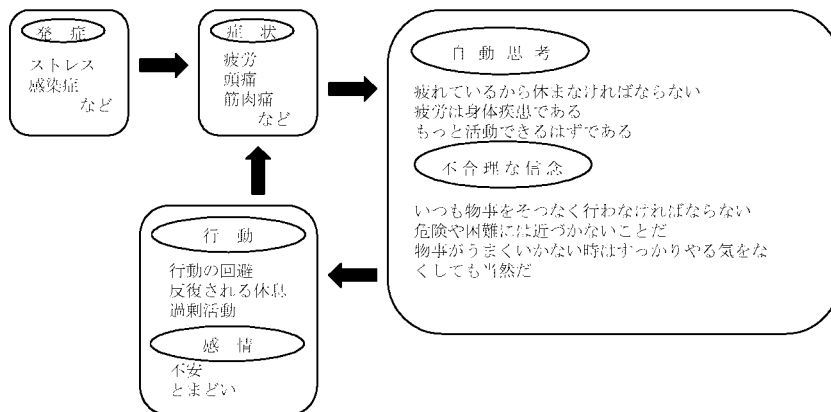 発 症
ストレス
感染症
など
症 状
疲労
頭痛
筋肉痛
など
自 動 思 考
疲れているから休まなければならない
疲労は身体疾患である
もっと活動できるはずである
不 合 理 な 信 念
いつも物事をそつなく行わなければならない
危険や困難には近づかないことだ
物事がうまくいかない時はすっかりやる気をな
くしても当然だ
行 動
行動の回避
反復される休息
過剰活動
感 情
不安
とまどい